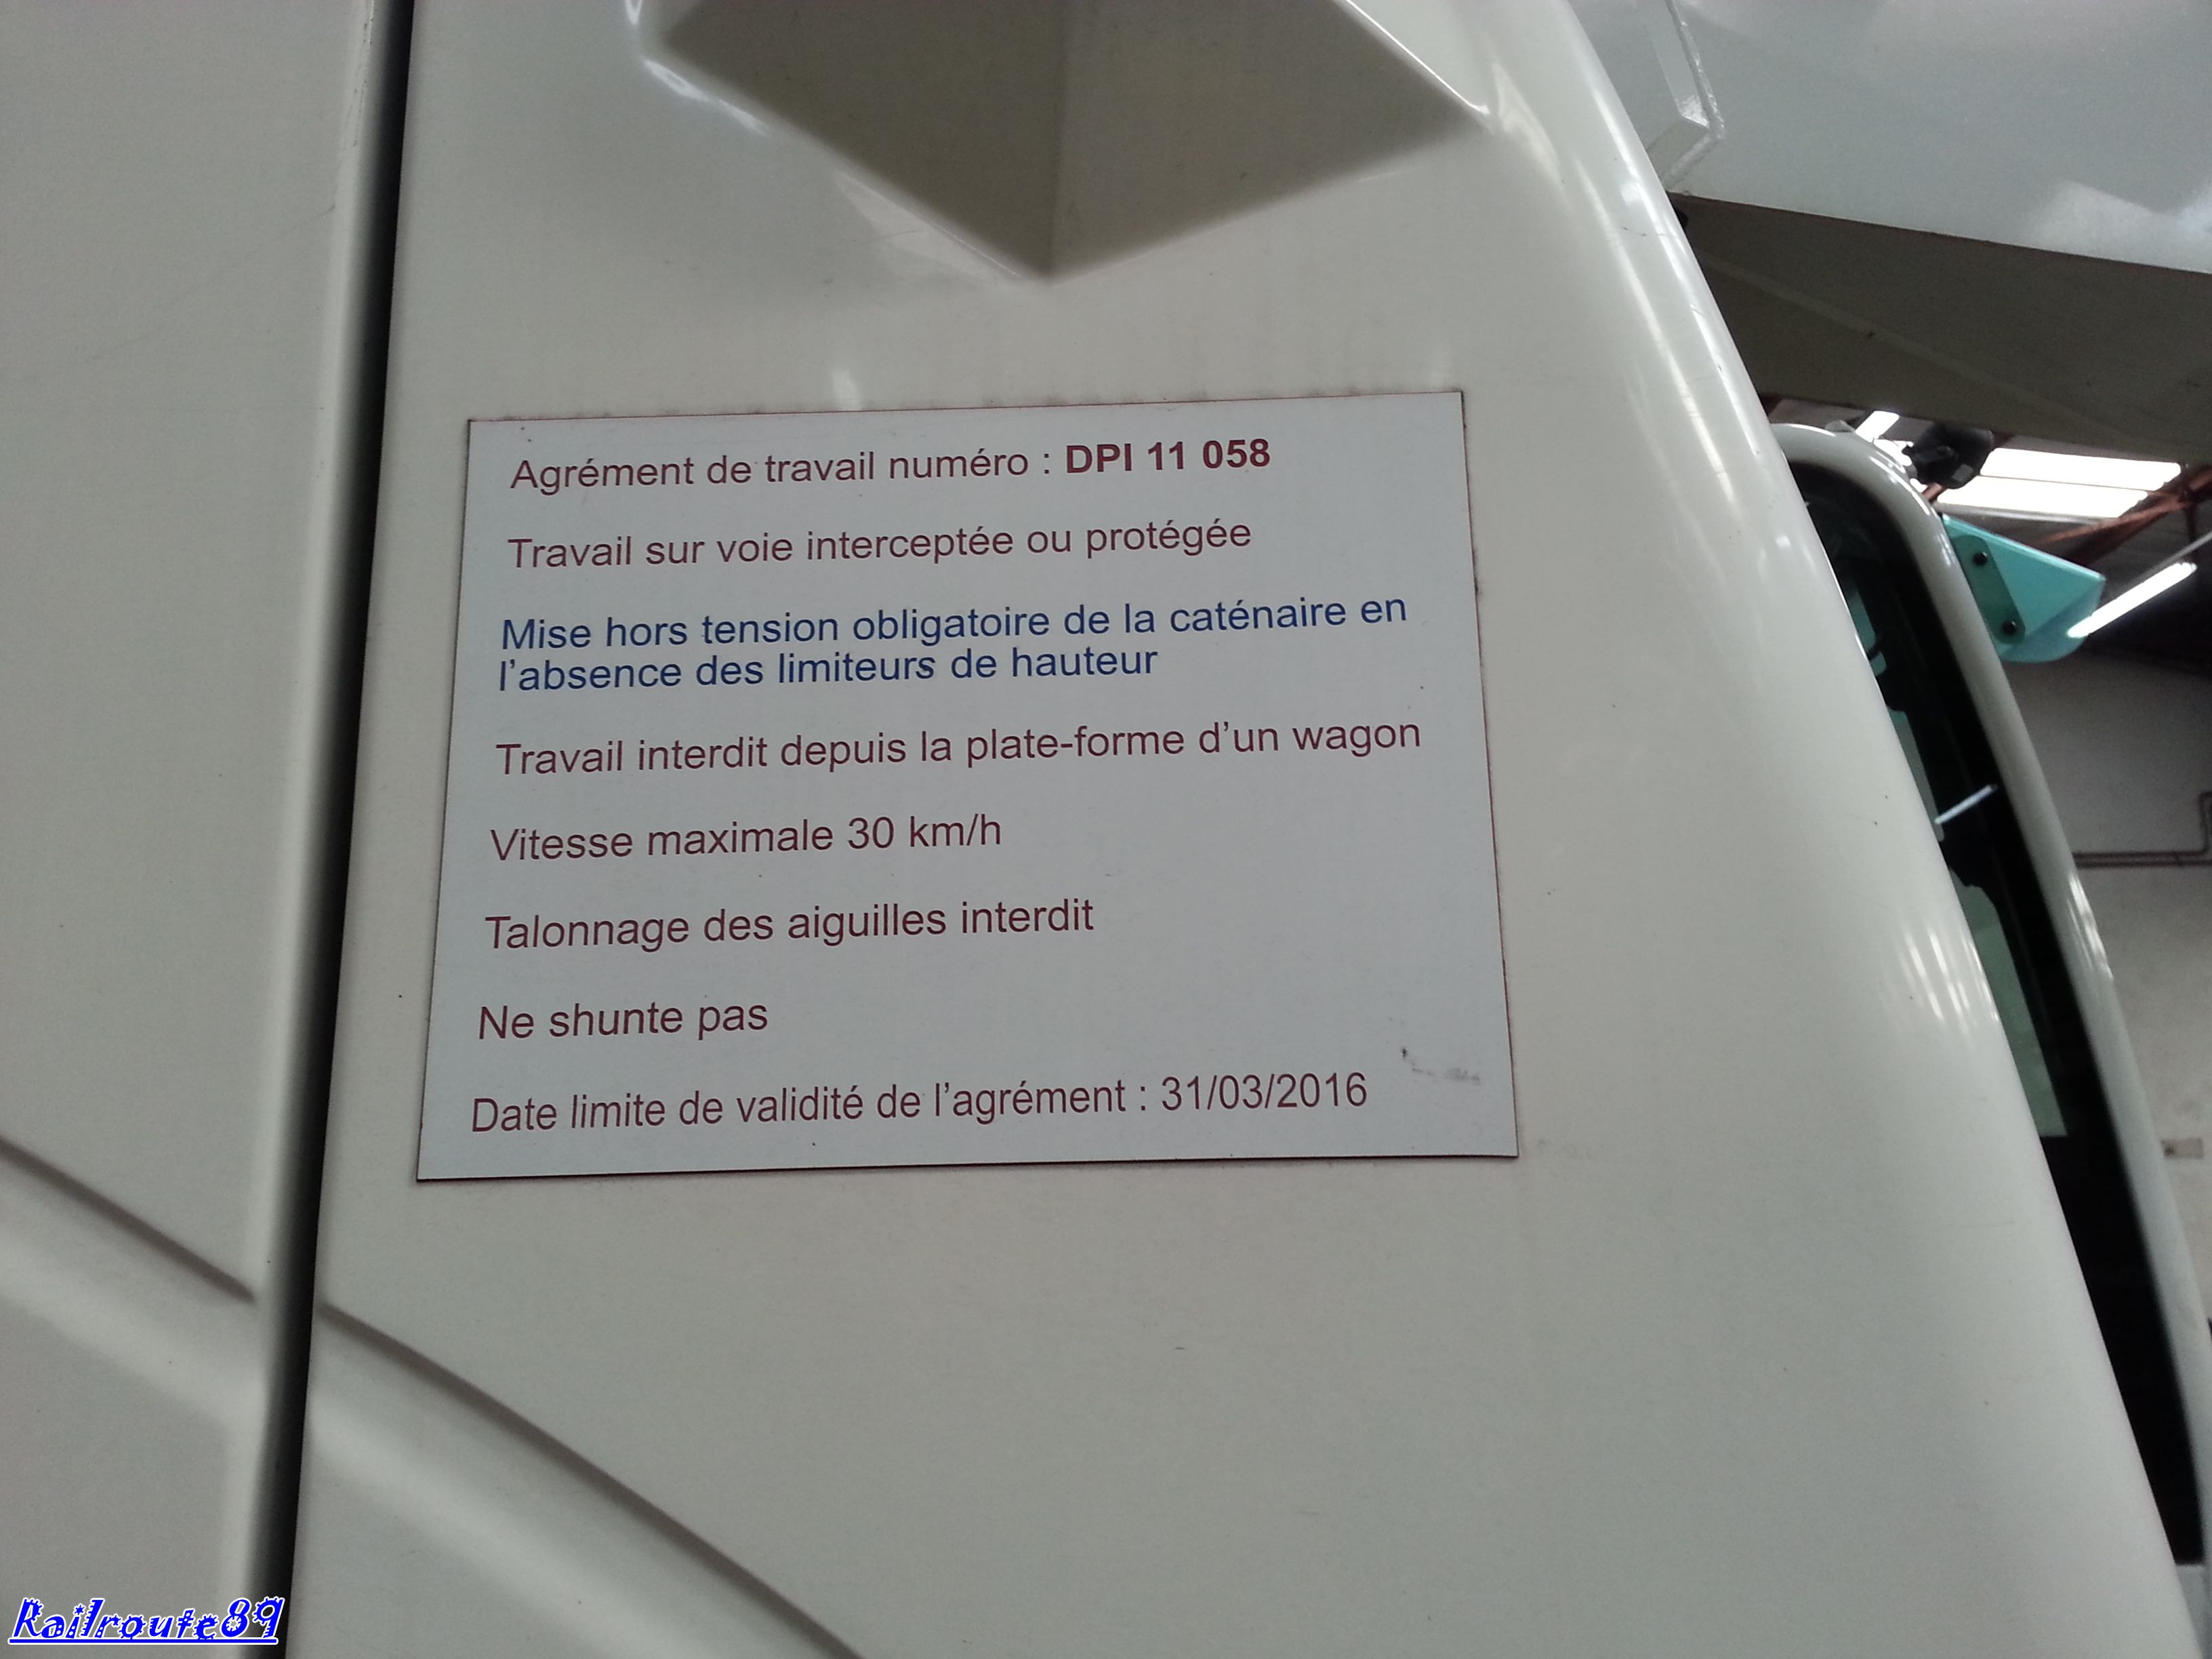 Agrément de travail numéro : DPI 11 058
Travail sur voie interceptée ou protégée
Mise hors tension obligatoire de la caténaire en
l'absence des limiteurs de hauteur
Travail interdit depuis la plate-forme d'un wagon
Vitesse maximale 30 km/h
Talonnage des aiguilles interdit
Ne shunte pas
Date limite de validité de l'agrément : 31/03/2016
Railroute89